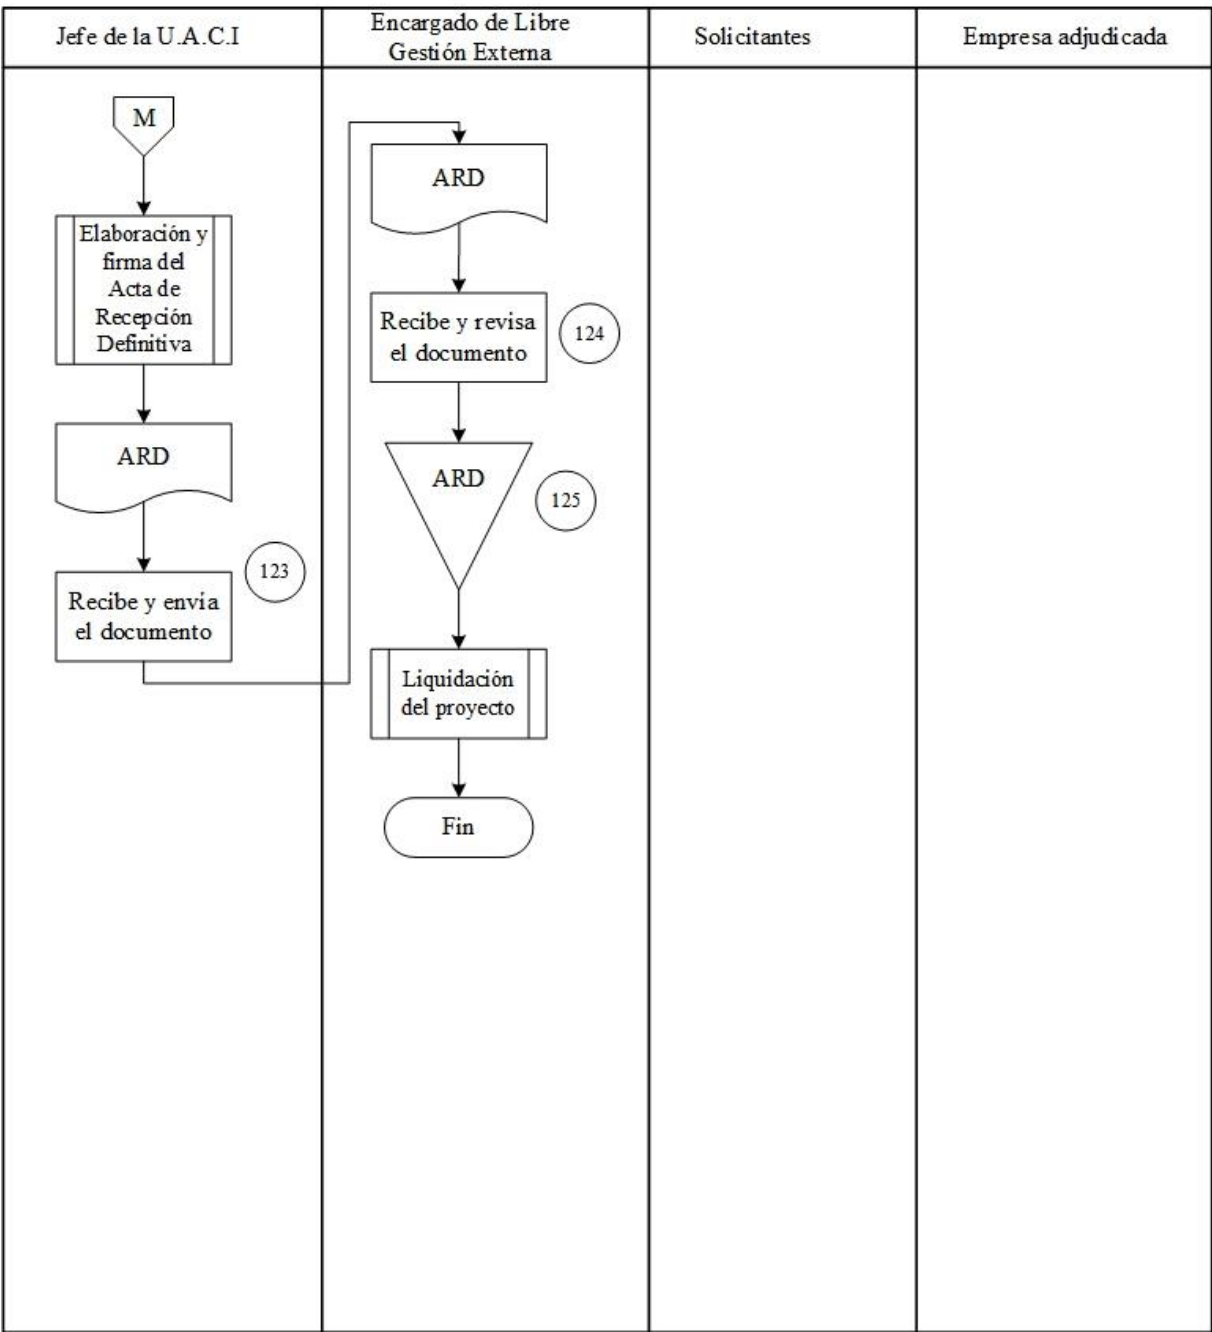 Jefe de la U.A.C.I
Encargado de Libre
Gestión Externa
Solicitantes
Empresa adjudicada
M
Elaboración y
firma del
Acta de
Recepción
Definitiva
ARD
123
Recibe y envía
el documento
ARD
Recibe y revisa
el documento
124
ARD
125
Liquidación
del proyecto
Fin